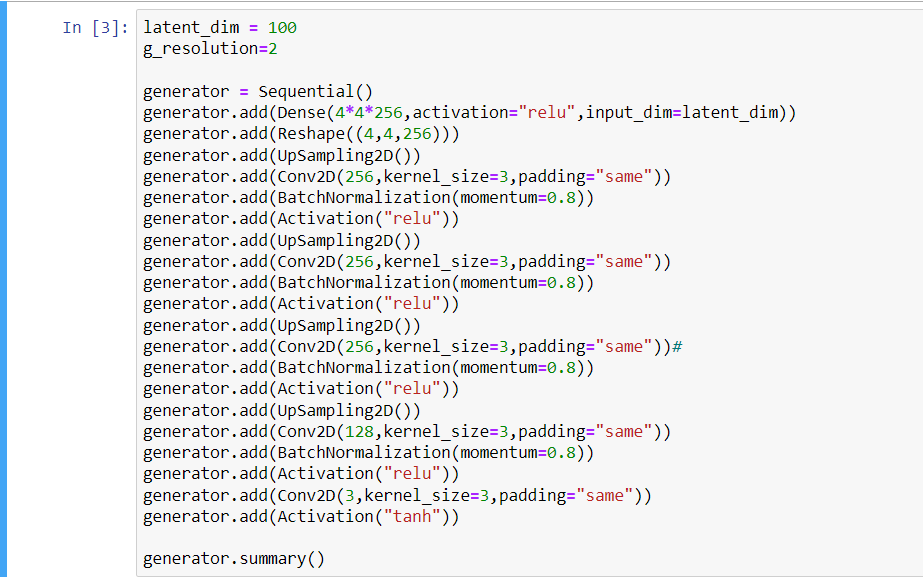 In [3]: latent_dim = 100
g_resolution=2
generator = Sequential()
generator.add(Dense(4*4*256,activation="relu",input_dim=latent_dim))
generator.add(Reshape((4,4,256)))
generator.add(UpSampling2D())
generator.add(Conv2D(256,kernel_size=3,padding="same"))
generator.add(BatchNormalization(momentum=0.8))
generator.add(Activation("relu"))
generator.add(UpSampling2D())
generator.add(Conv2D(256,kernel_size=3,padding="same"))
generator.add(BatchNormalization(momentum=0.8))
generator.add(Activation("relu"))
generator.add(UpSampling2D())
generator.add(Conv2D(256,kernel_size=3,padding="same"))#
generator.add(BatchNormalization(momentum=0.8))
generator.add(Activation("relu"))
generator.add(UpSampling2D())
generator.add(Conv2D(128,kernel_size=3,padding="same"))
generator.add(BatchNormalization(momentum=0.8))
generator.add(Activation("relu"))
generator.add(Conv2D(3,kernel_size=3,padding="same"))
generator.add(Activation("tanh"))
generator.summary()